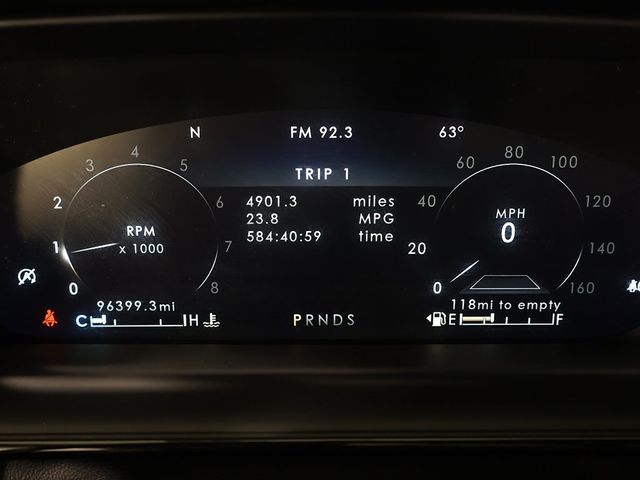 N FM 92.3 63°
TRIP 1
4901.3 miles
23.8 MPG
584:40:59 time
0 1 2 3 4 5 6 7 8
RPM
x 1000
0 20 40 60 80 100 120 140 160
MPH
0
96399.3mi
118mi to empty
C H
PRNDS
E F